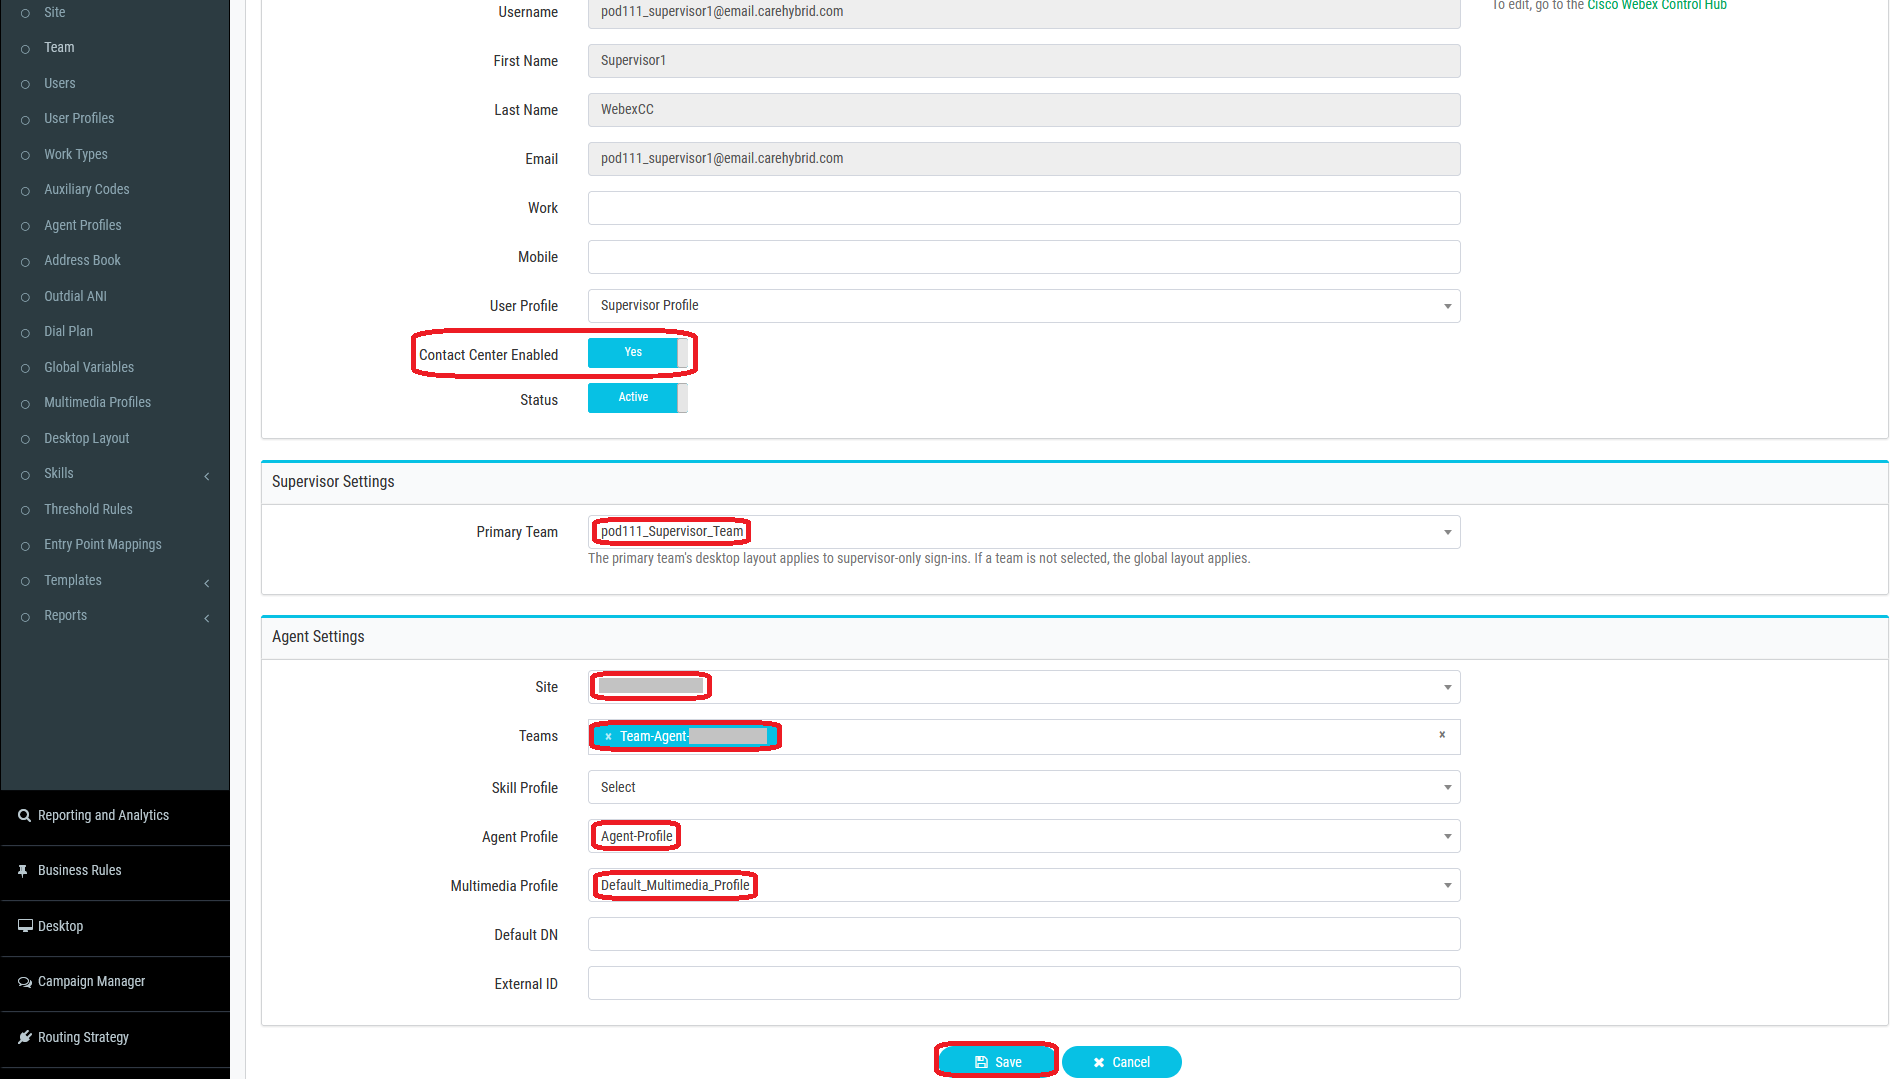 Site
Team
Users
User Profiles
Work Types
Auxiliary Codes
Agent Profiles
Address Book
Outdial ANI
Dial Plan
Global Variables
Multimedia Profiles
Desktop Layout
Skills
Threshold Rules
Entry Point Mappings
Templates
Reports
Reporting and Analytics
Business Rules
Desktop
Campaign Manager
Routing Strategy
Username pod111_supervisor1@email.carehybrid.com
To edit, go to the Cisco Webex Control Hub
First Name Supervisor1
Last Name WebexCC
Email pod111_supervisor1@email.carehybrid.com
Work
Mobile
User Profile Supervisor Profile
Contact Center Enabled Yes
Status Active
Supervisor Settings
Primary Team pod111_Supervisor_Team
The primary team's desktop layout applies to supervisor-only sign-ins. If a team is not selected, the global layout applies.
Agent Settings
Site
Teams × Team-Agent- ×
Skill Profile Select
Agent Profile Agent-Profile
Multimedia Profile Default_Multimedia_Profile
Default DN
External ID
Save Cancel